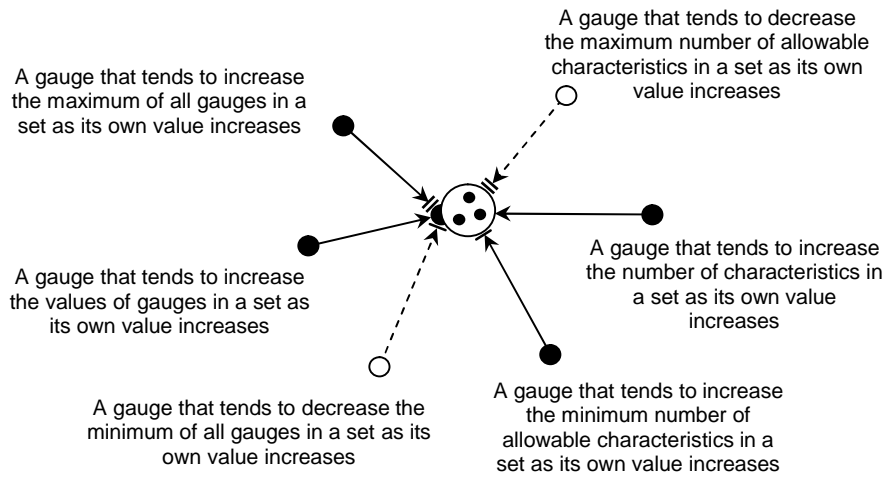 A gauge that tends to decrease
the maximum number of allowable
characteristics in a set as its own
value increases
A gauge that tends to increase
the maximum of all gauges in a
set as its own value increases
A gauge that tends to increase
the number of characteristics in
a set as its own value
increases
A gauge that tends to increase
the values of gauges in a set as
its own value increases
A gauge that tends to decrease the
minimum of all gauges in a set as its
own value increases
A gauge that tends to increase
the minimum number of
allowable characteristics in a
set as its own value increases